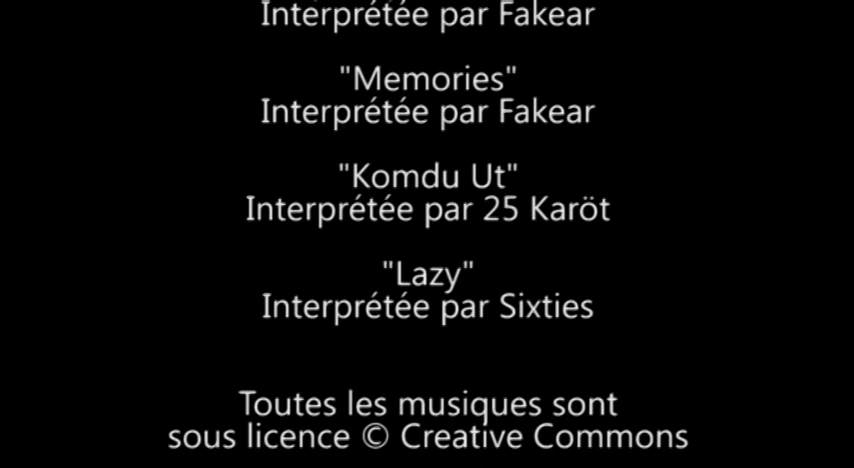 Interprétée par Fakear
"Memories"
Interprétée par Fakear
"Komdu Ut"
Interprétée par 25 Karöt
"Lazy"
Interprétée par Sixties
Toutes les musiques sont
sous licence © Creative Commons